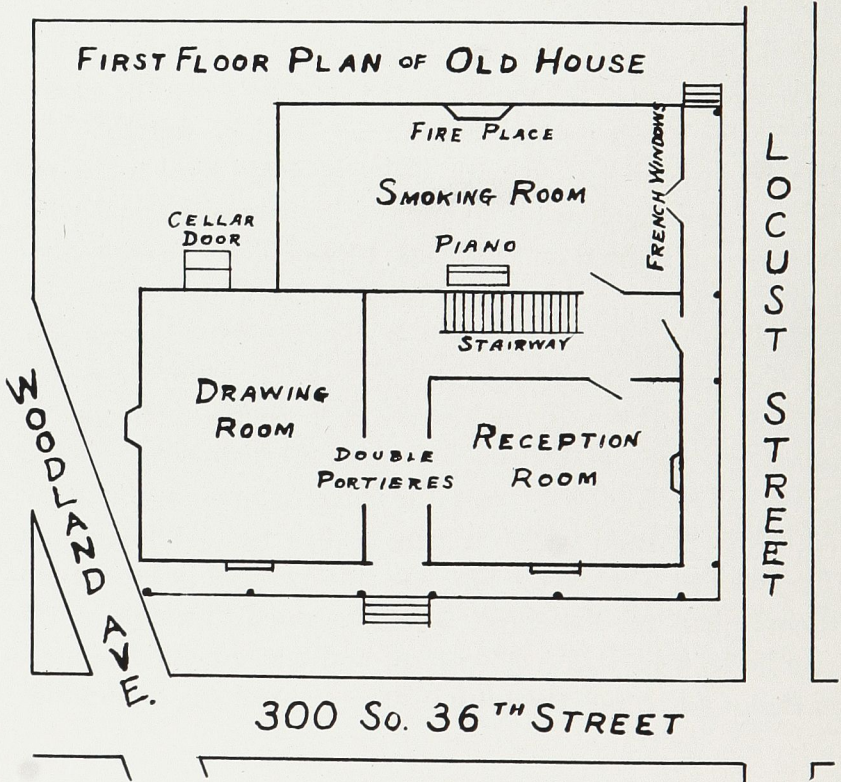 FIRST FLOOR PLAN OF OLD HOUSE
FIRE PLACE
SMOKING ROOM
FRENCH WINDOWS
CELLAR
DOOR
PIANO
STAIRWAY
DRAWING
ROOM
DOUBLE
PORTIERES
RECEPTION
ROOM
LOCUST STREET
WOODLAND AVE.
300 SO. 36TH STREET